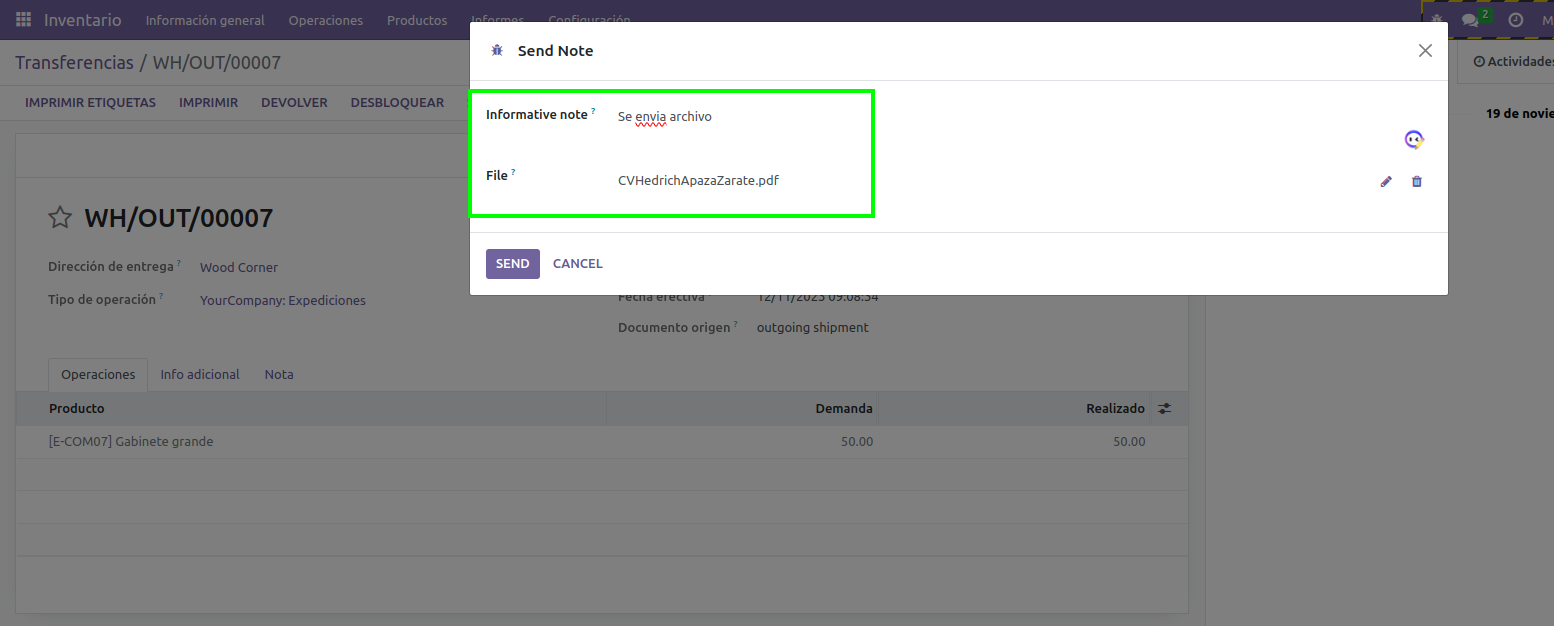 Inventario Información general Operaciones Productos Informes Configuración 2 M
Send Note
Transferencias / WH/OUT/00007 Actividades
IMPRIMIR ETIQUETAS IMPRIMIR DEVOLVER DESBLOQUEAR
19 de novie
Informative note ? Se envia archivo
File ? CVHedrichApazaZarate.pdf
WH/OUT/00007
SEND CANCEL
Dirección de entrega ? Wood Corner
Tipo de operación ? YourCompany: Expediciones Fecha efectiva ? 12/11/2023 09:08:34
Documento origen ? outgoing shipment
Operaciones Info adicional Nota
Producto Demanda Realizado
[E-COM07] Gabinete grande 50.00 50.00